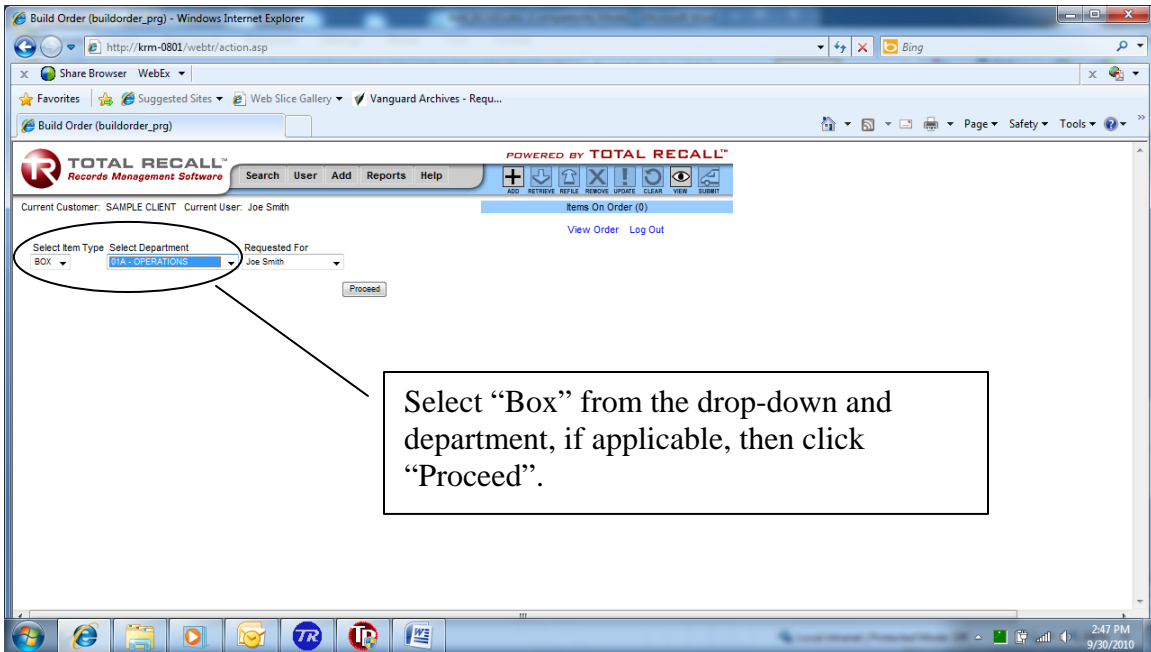 Build Order (buildorder_prg) - Windows Internet Explorer
http://krm-0801/webtr/action.asp
Bing
x Share Browser WebEx
x
Favorites Suggested Sites Web Slice Gallery Vanguard Archives - Requ...
Build Order (buildorder_prg)
Page Safety Tools
R TOTAL RECALL™
Records Management Software
Search User Add Reports Help
POWERED BY TOTAL RECALL™
ADD RETRIEVE REFILE REMOVE UPDATE CLEAR VIEW SUBMIT
Current Customer: SAMPLE CLIENT Current User: Joe Smith
Items On Order (0)
View Order Log Out
Select Item Type Select Department Requested For
BOX 01A - OPERATIONS Joe Smith
Proceed
Select “Box” from the drop-down and
department, if applicable, then click
“Proceed”.
TR
2:47 PM
9/30/2010